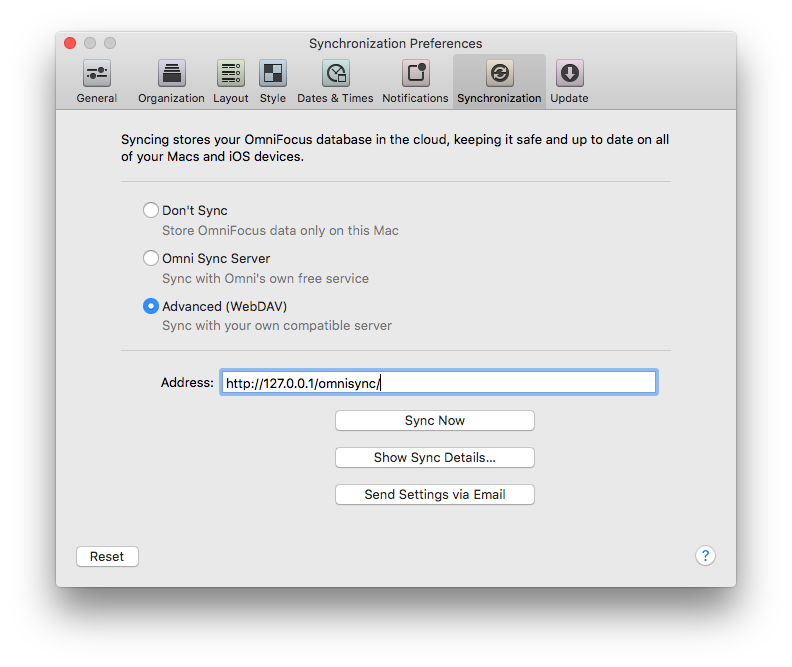 Synchronization Preferences
General Organization Layout Style Dates & Times Notifications Synchronization Update
Syncing stores your OmniFocus database in the cloud, keeping it safe and up to date on all
of your Macs and iOS devices.
Don't Sync
Store OmniFocus data only on this Mac
Omni Sync Server
Sync with Omni's own free service
Advanced (WebDAV)
Sync with your own compatible server
Address: http://127.0.0.1/omnisync/
Sync Now
Show Sync Details...
Send Settings via Email
Reset ?